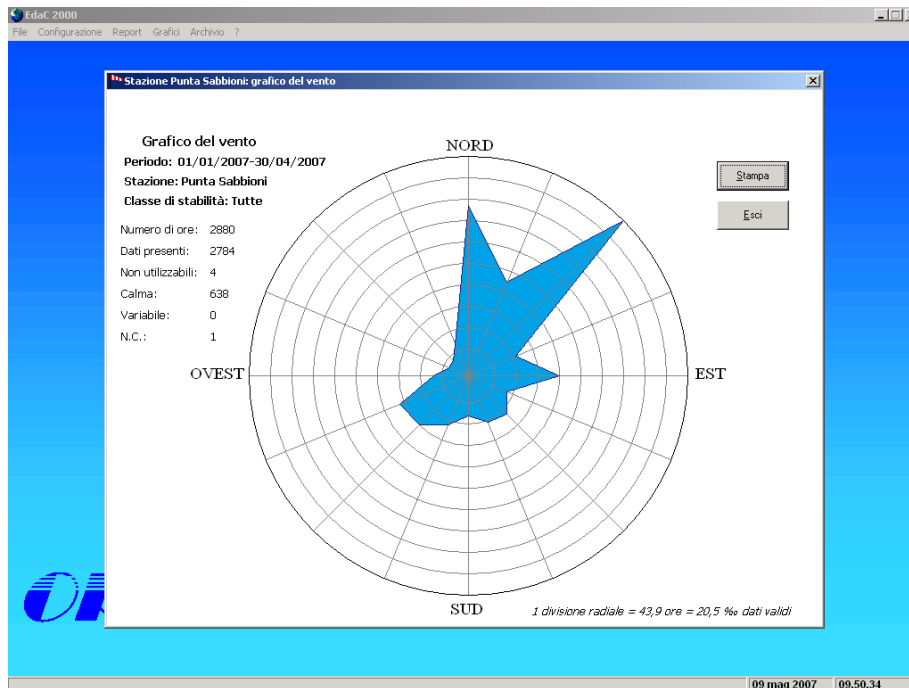 EdaC 2000
File Configurazione Report Grafici Archivio ?
Stazione Punta Sabbioni: grafico del vento
Grafico del vento
Periodo: 01/01/2007-30/04/2007
Stazione: Punta Sabbioni
Classe di stabilità: Tutte
Numero di ore: 2880
Dati presenti: 2784
Non utilizzabili: 4
Calma: 638
Variabile: 0
N.C.: 1
NORD
OVEST
EST
SUD
Stampa
Esci
1 divisione radiale = 43,9 ore = 20,5 ‰ dati validi
09 mag 2007 09.50.34